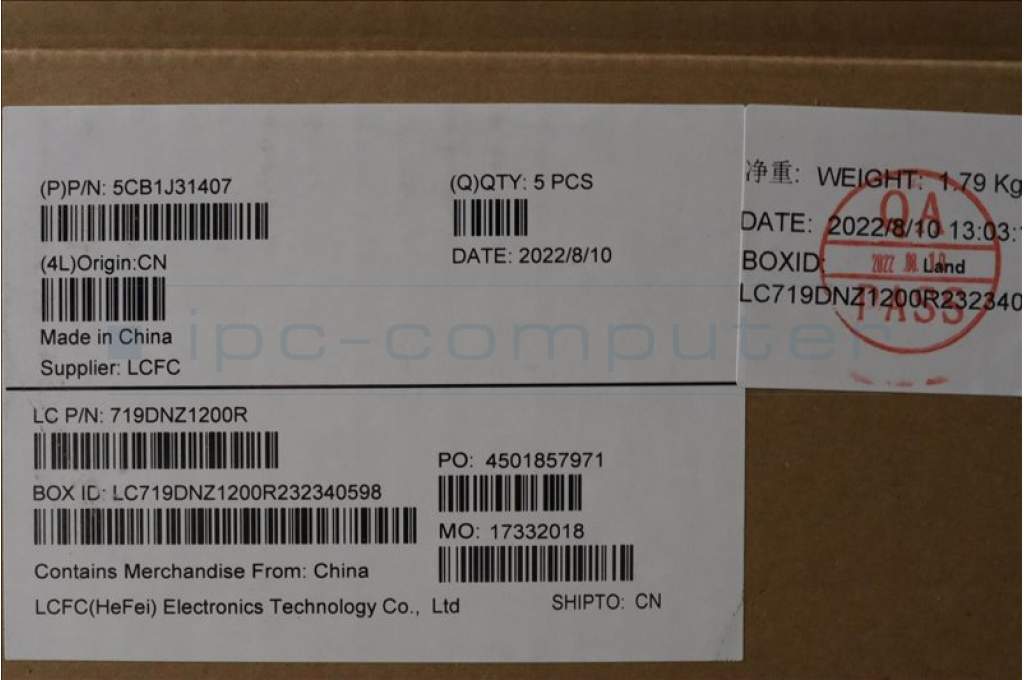 (P)P/N: 5CB1J31407
(Q)QTY: 5 PCS
(4L)Origin:CN
DATE: 2022/8/10
Made in China
Supplier: LCFC
净重: WEIGHT: 1.79 Kg
DATE: 2022/8/10 13:03:
BOXID: Land
LC719DNZ1200R232340
QA
PASS
ipc-computer
LC P/N: 719DNZ1200R
PO: 4501857971
BOX ID: LC719DNZ1200R232340598
MO: 17332018
Contains Merchandise From: China
LCFC(HeFei) Electronics Technology Co., Ltd
SHIPTO: CN